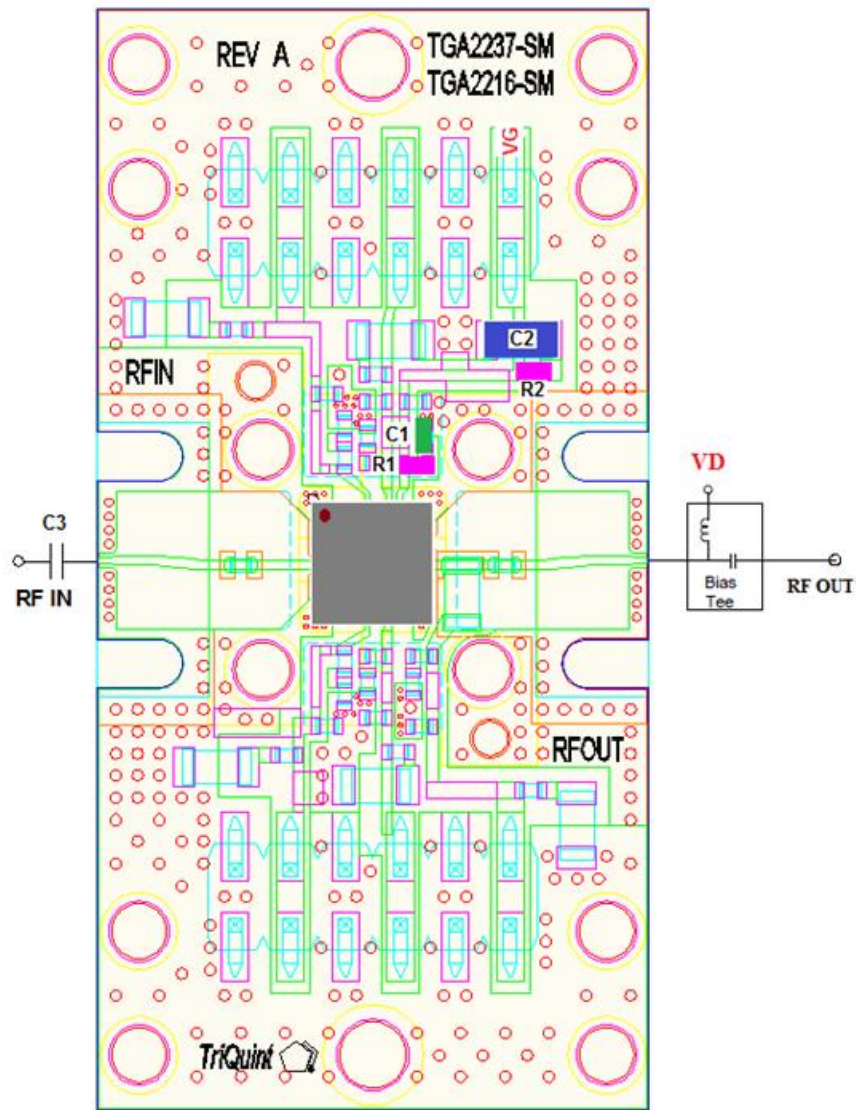 REV A
TGA2237-SM
TGA2216-SM
VG
C2
RFIN
R2
C1
R1
VD
C3
RF IN
Bias
Tee
RF OUT
RFOUT
TriQuint